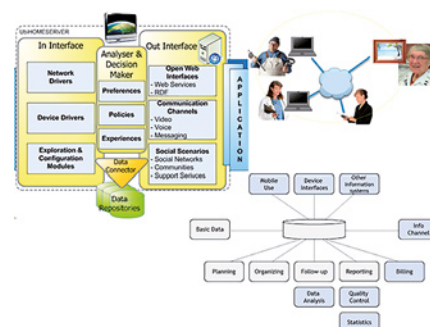 UbiHOMESERVER
In Interface
Network
Drivers
Device Drivers
Exploration &
Configuration
Modules
Analyser &
Decision
Maker
Preferences
Policies
Experiences
Data
Connector
Data
Repositories
Out Interface
Open Web
Interfaces
• Web Services
• RDF
Communication
Channels
• Video
• Voice
• Messaging
Social Scenarios
• Social Networks
• Communities
• Support Serivces
APPLICATION
Mobile
Use
Device
Interfaces
Other
Information
systems
Basic Data
Info
Channel
Planning
Organizing
Follow up
Reporting
Billing
Data
Analysis
Quality
Control
Statistics